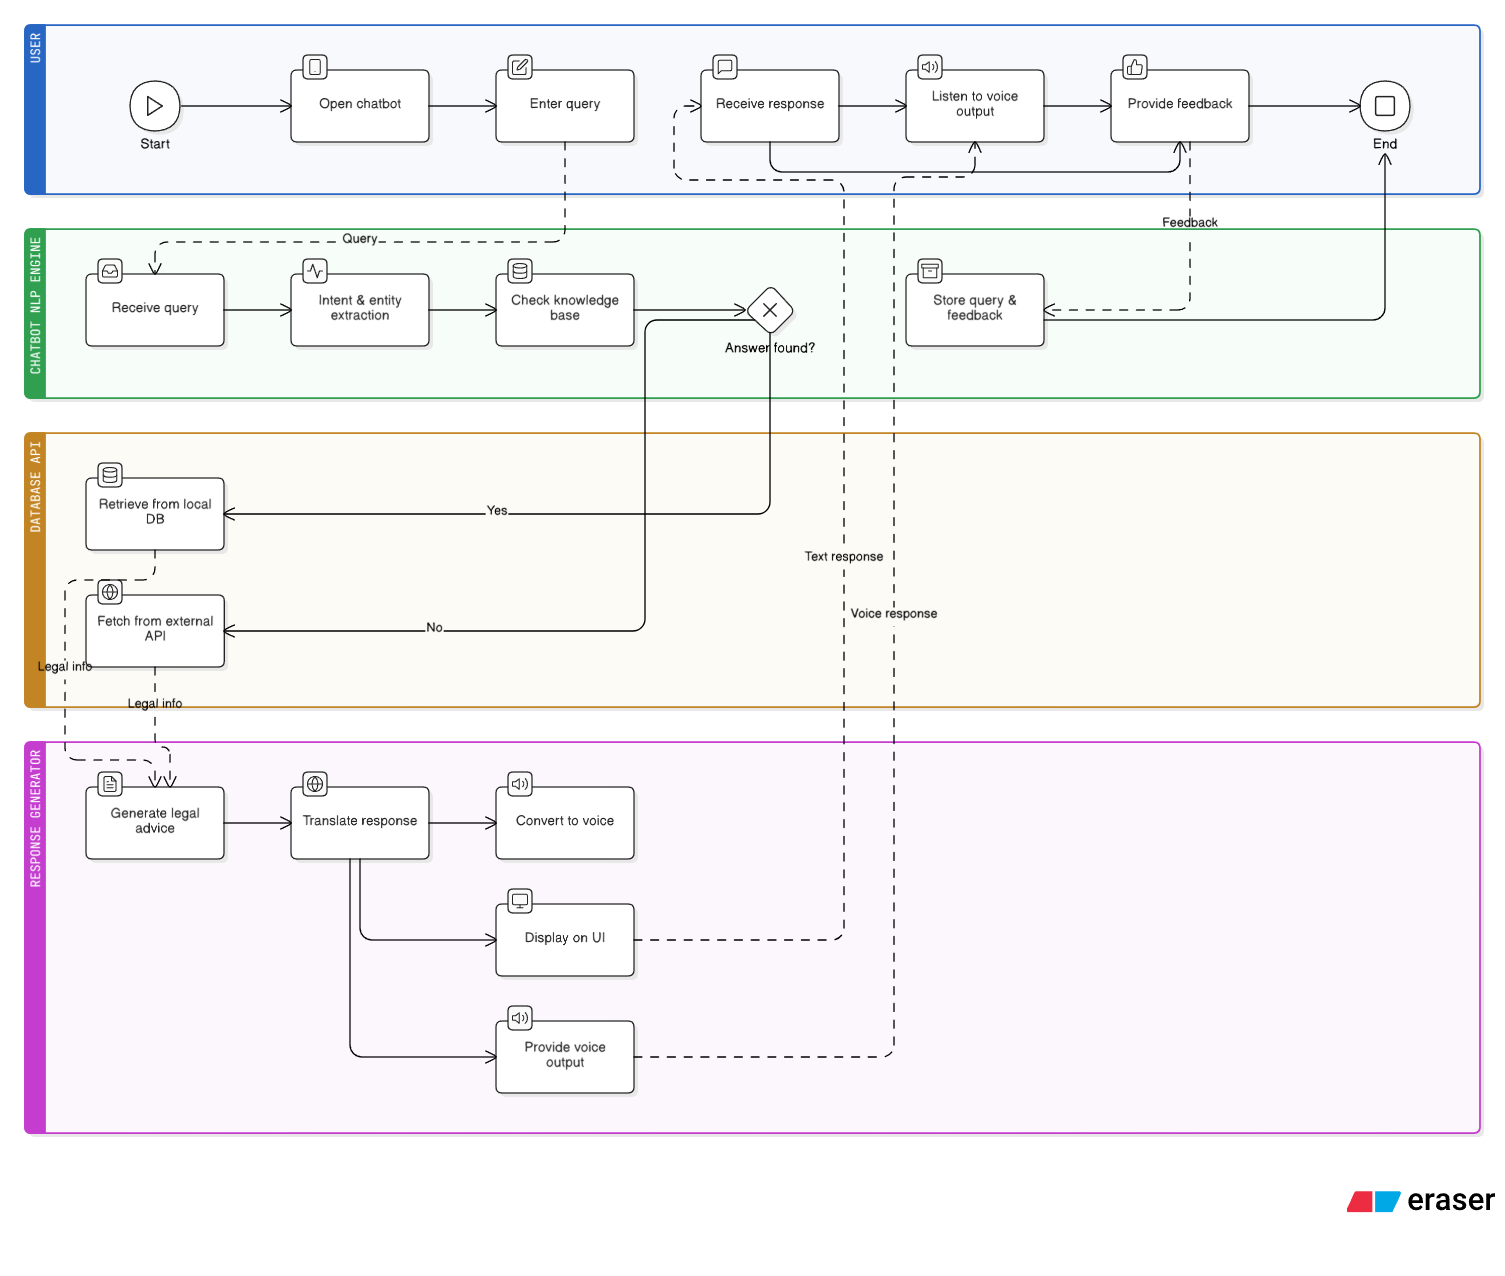 USER
Start
Open chatbot
Enter query
Receive response
Listen to voice
output
Provide feedback
End
Feedback
Query
CHATBOT NLP ENGINE
Receive query
Intent & entity
extraction
Check knowledge
base
Answer found?
Store query &
feedback
DATABASE API
Retrieve from local
DB
Yes
Text response
Voice response
Fetch from external
API
No
Legal info
Legal info
RESPONSE GENERATOR
Generate legal
advice
Translate response
Convert to voice
Display on UI
Provide voice
output
eraser